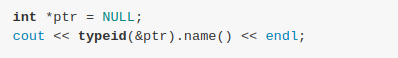 int *ptr = NULL;
cout << typeid(&ptr).name() << endl;